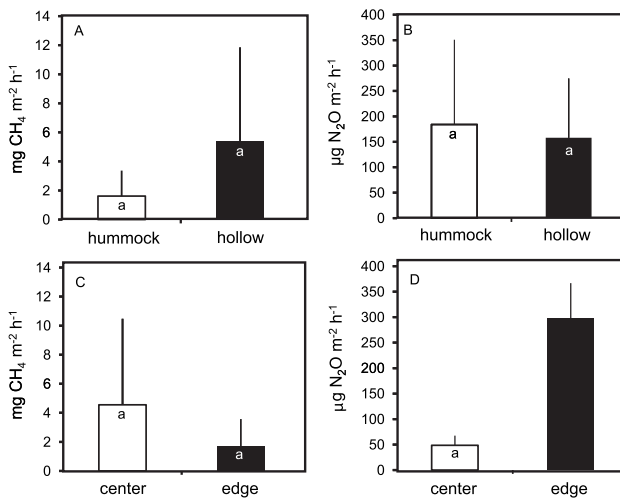 A
14
12
10
8
6
4
2
0
mg CH₄ m⁻² h⁻¹
a
a
hummock hollow
B
400
350
300
250
200
150
100
50
0
µg N₂O m⁻² h⁻¹
a
a
hummock hollow
C
14
12
10
8
6
4
2
0
mg CH₄ m⁻² h⁻¹
a
a
center edge
D
400
350
300
250
200
150
100
50
0
µg N₂O m⁻² h⁻¹
a
center edge